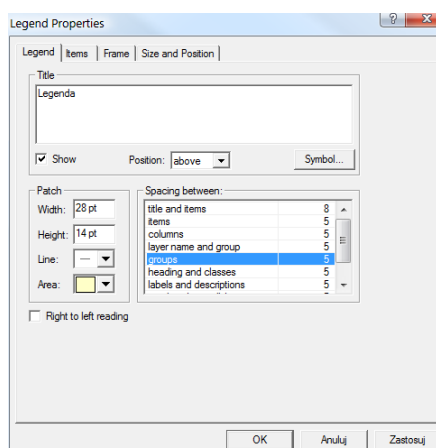 Legend Properties
Legend Items Frame Size and Position
Title
Legenda
Show Position: above Symbol...
Patch
Width: 28 pt
Height: 14 pt
Line:
Area:
Spacing between:
title and items 8
items 5
columns 5
layer name and group 5
groups 5
heading and classes 5
labels and descriptions 5
Right to left reading
OK Anuluj Zastosuj